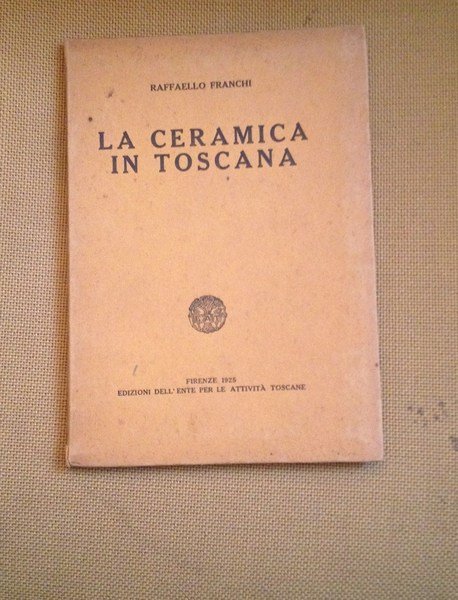 RAFFAELLO FRANCHI
LA CERAMICA
IN TOSCANA
FIRENZE 1925
EDIZIONI DELL'ENTE PER LE ATTIVITÀ TOSCANE